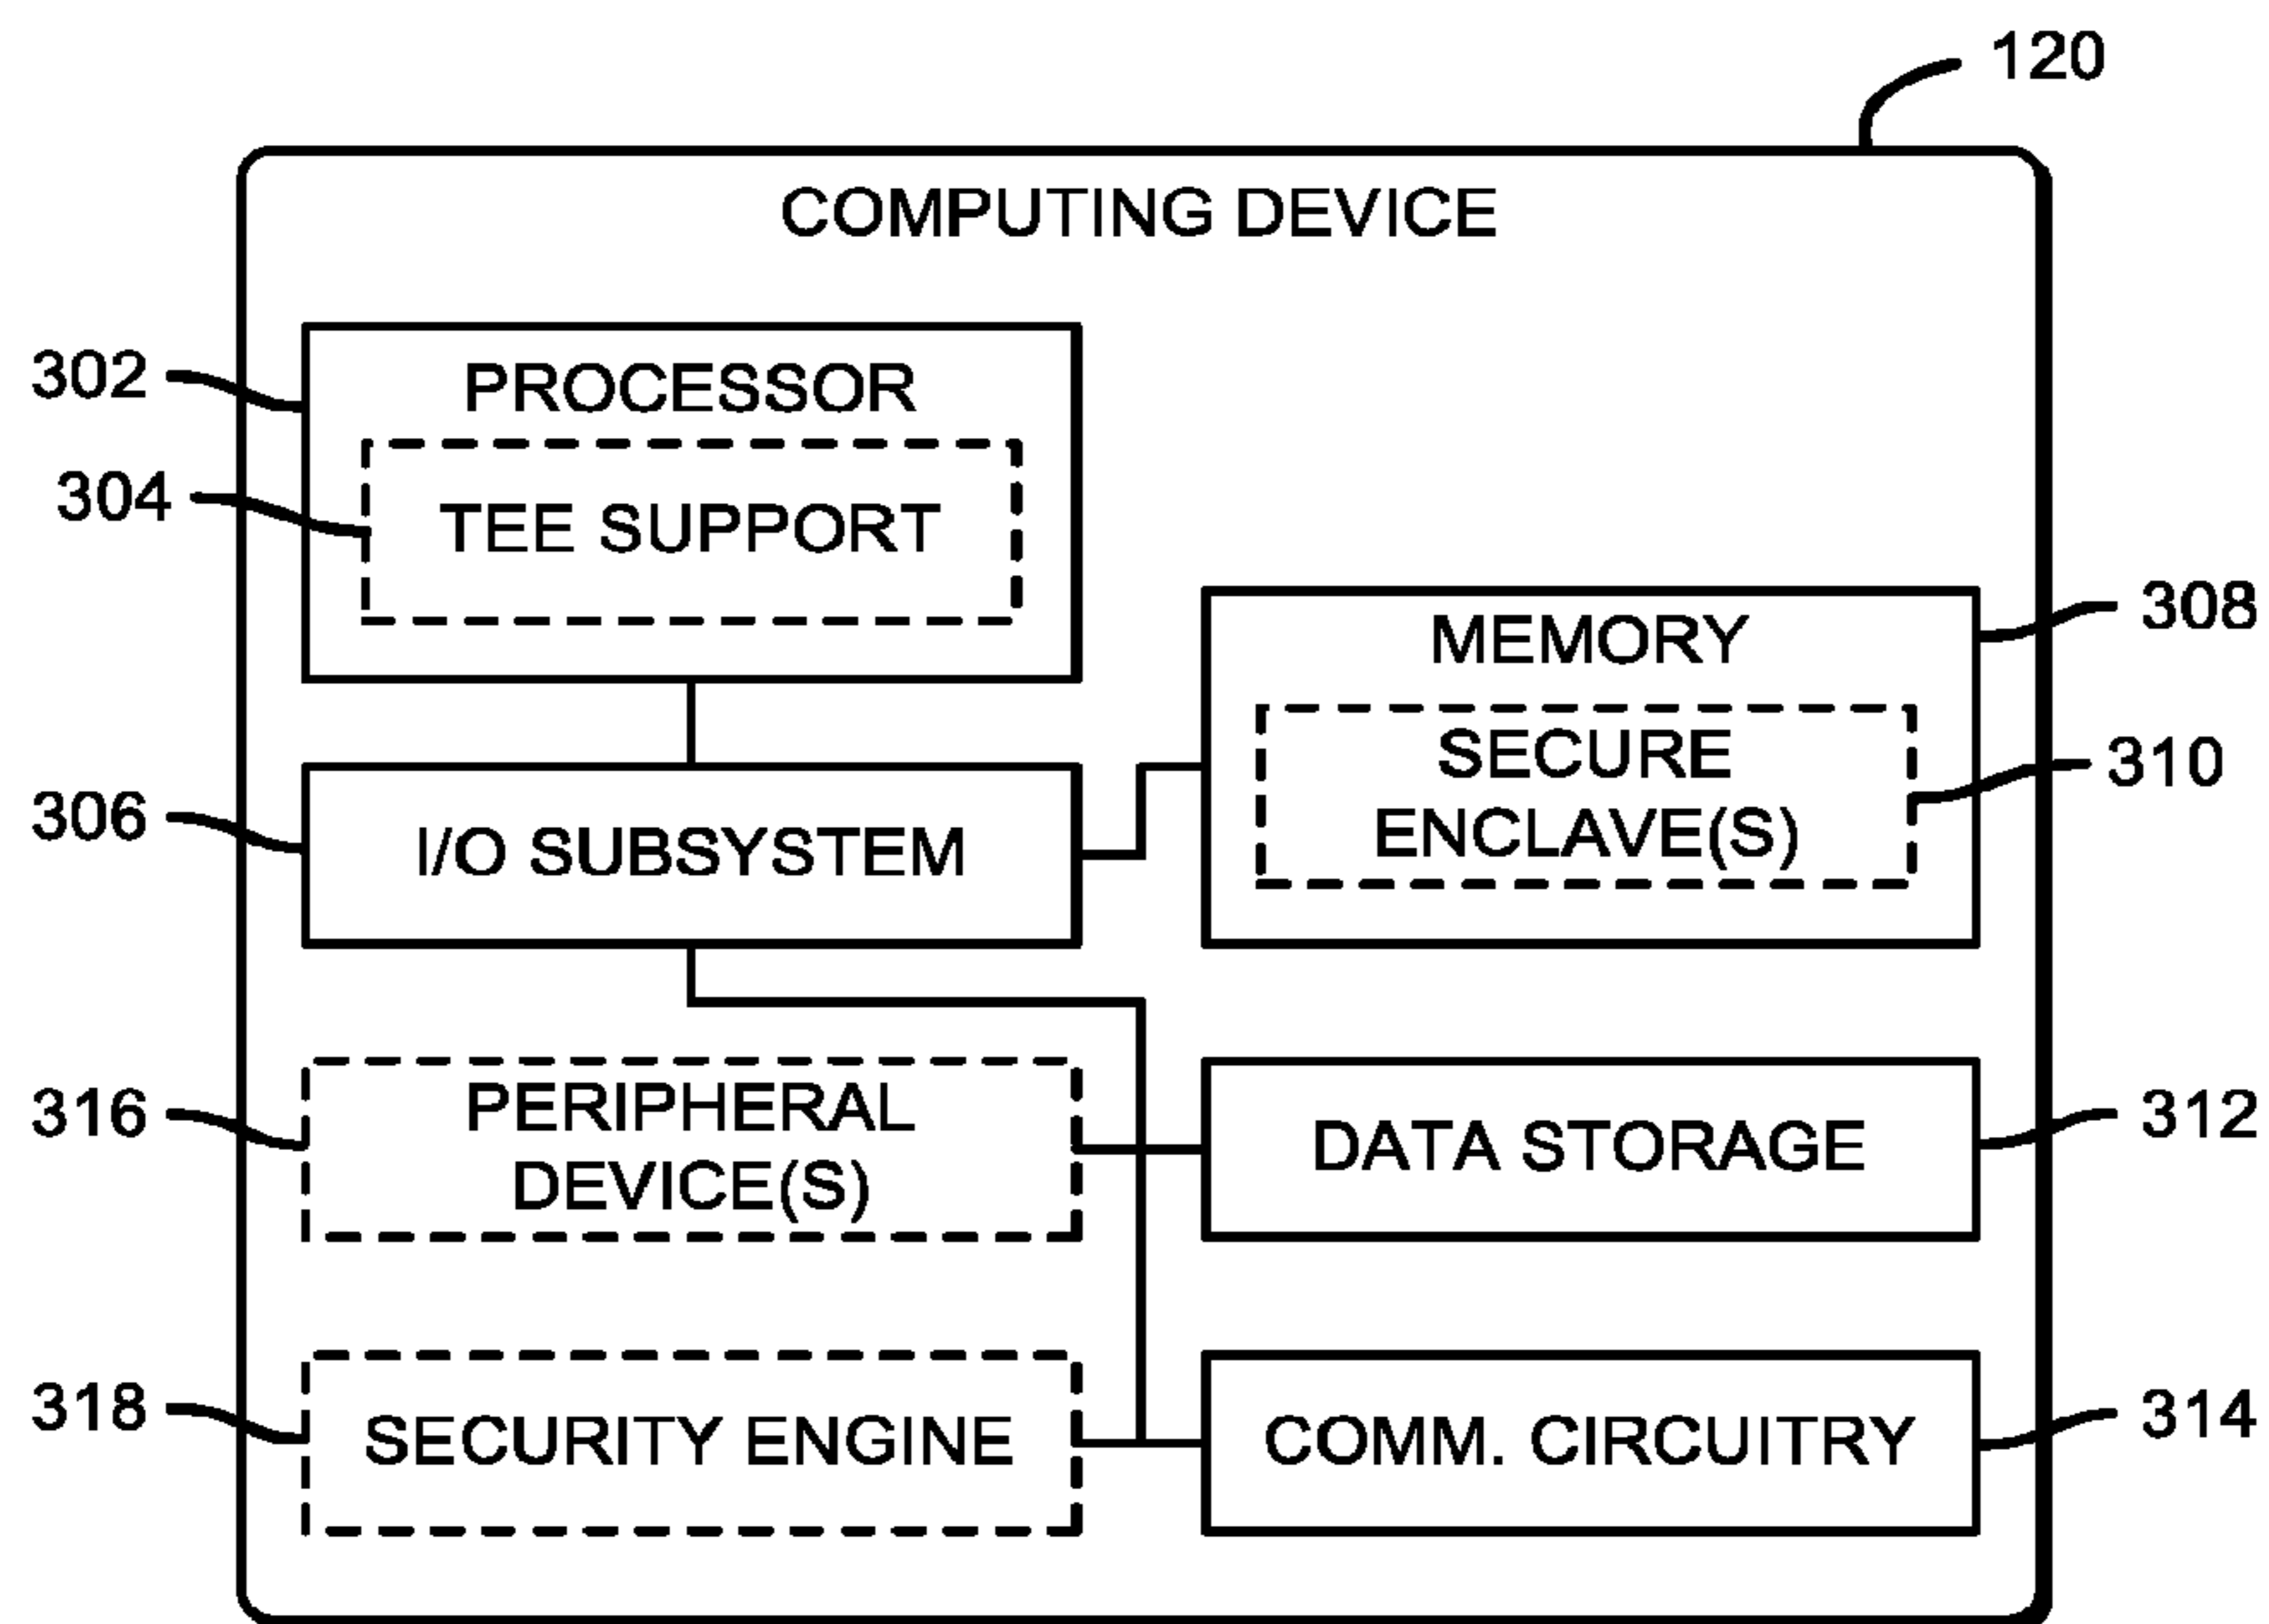 120
COMPUTING DEVICE
302
PROCESSOR
304
TEE SUPPORT
308
MEMORY
310
SECURE
ENCLAVE(S)
306
I/O SUBSYSTEM
316
PERIPHERAL
DEVICE(S)
312
DATA STORAGE
318
SECURITY ENGINE
314
COMM. CIRCUITRY